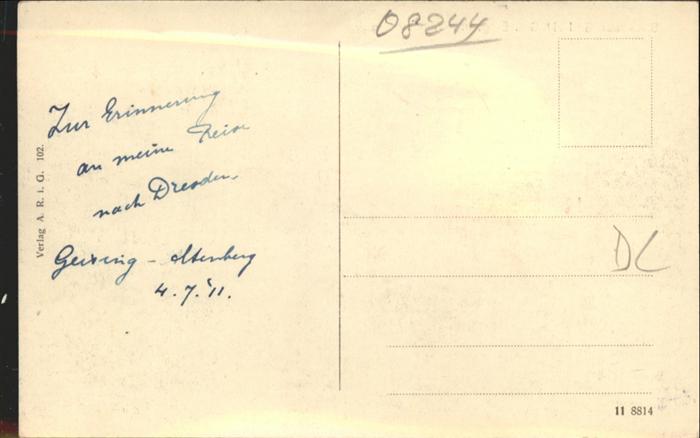 08244
Zur Erinnerung
an meine Reise
nach Dresden,
Geising - Altenberg
4.7.'11.
Verlag A. R. i. G. 102.
DL
11 8814